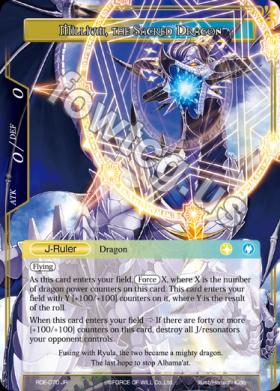 Millium, the Sacred Dragon
ATK 0 / DEF 0
J-Ruler Dragon
Flying
As this card enters your field, Force X, where X is the
number of dragon power counters on this card. This card enters your
field with Y [+100/+100] counters on it, where Y is the result
of the roll.
When this card enters your field ⇒ If there are forty or more
[+100/+100] counters on this card, destroy all J/resonators
your opponent controls.
Fusing with Ryula, the two became a mighty dragon.
The last hope to stop Alhama'at.
RDE-070 JR
©FORCE OF WILL Co.,Ltd.